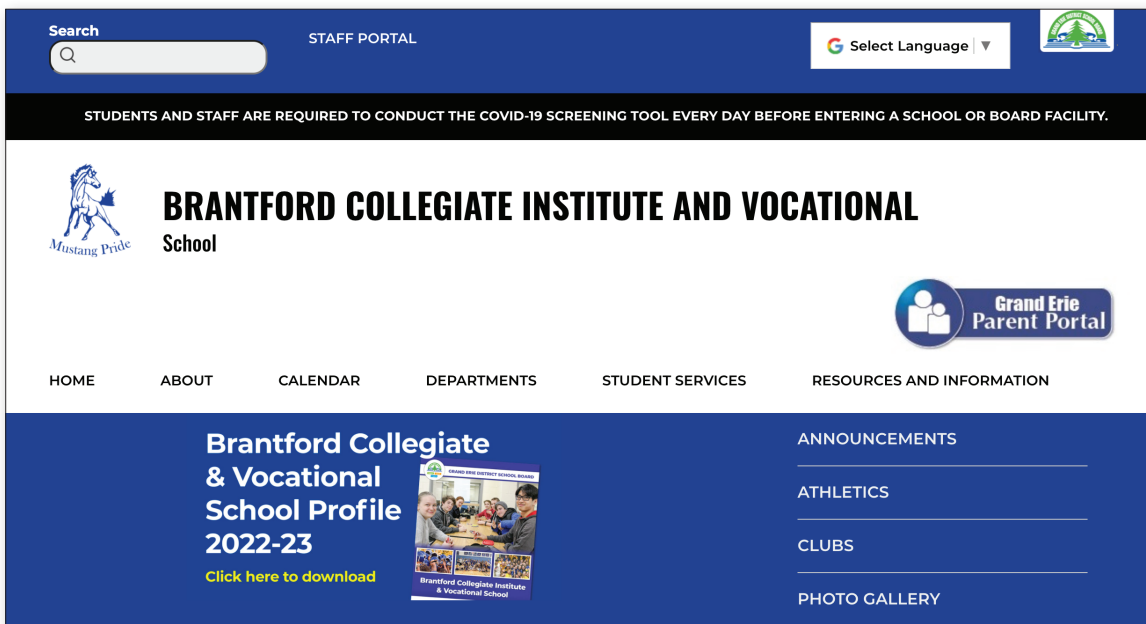 Search
STAFF PORTAL
Select Language ▼
STUDENTS AND STAFF ARE REQUIRED TO CONDUCT THE COVID-19 SCREENING TOOL EVERY DAY BEFORE ENTERING A SCHOOL OR BOARD FACILITY.
Mustang Pride
BRANTFORD COLLEGIATE INSTITUTE AND VOCATIONAL
School
Grand Erie
Parent Portal
HOME ABOUT CALENDAR DEPARTMENTS STUDENT SERVICES RESOURCES AND INFORMATION
Brantford Collegiate
& Vocational
School Profile
2022-23
Click here to download
GRAND ERIE DISTRICT SCHOOL BOARD
Brantford Collegiate Institute
& Vocational School
ANNOUNCEMENTS
ATHLETICS
CLUBS
PHOTO GALLERY